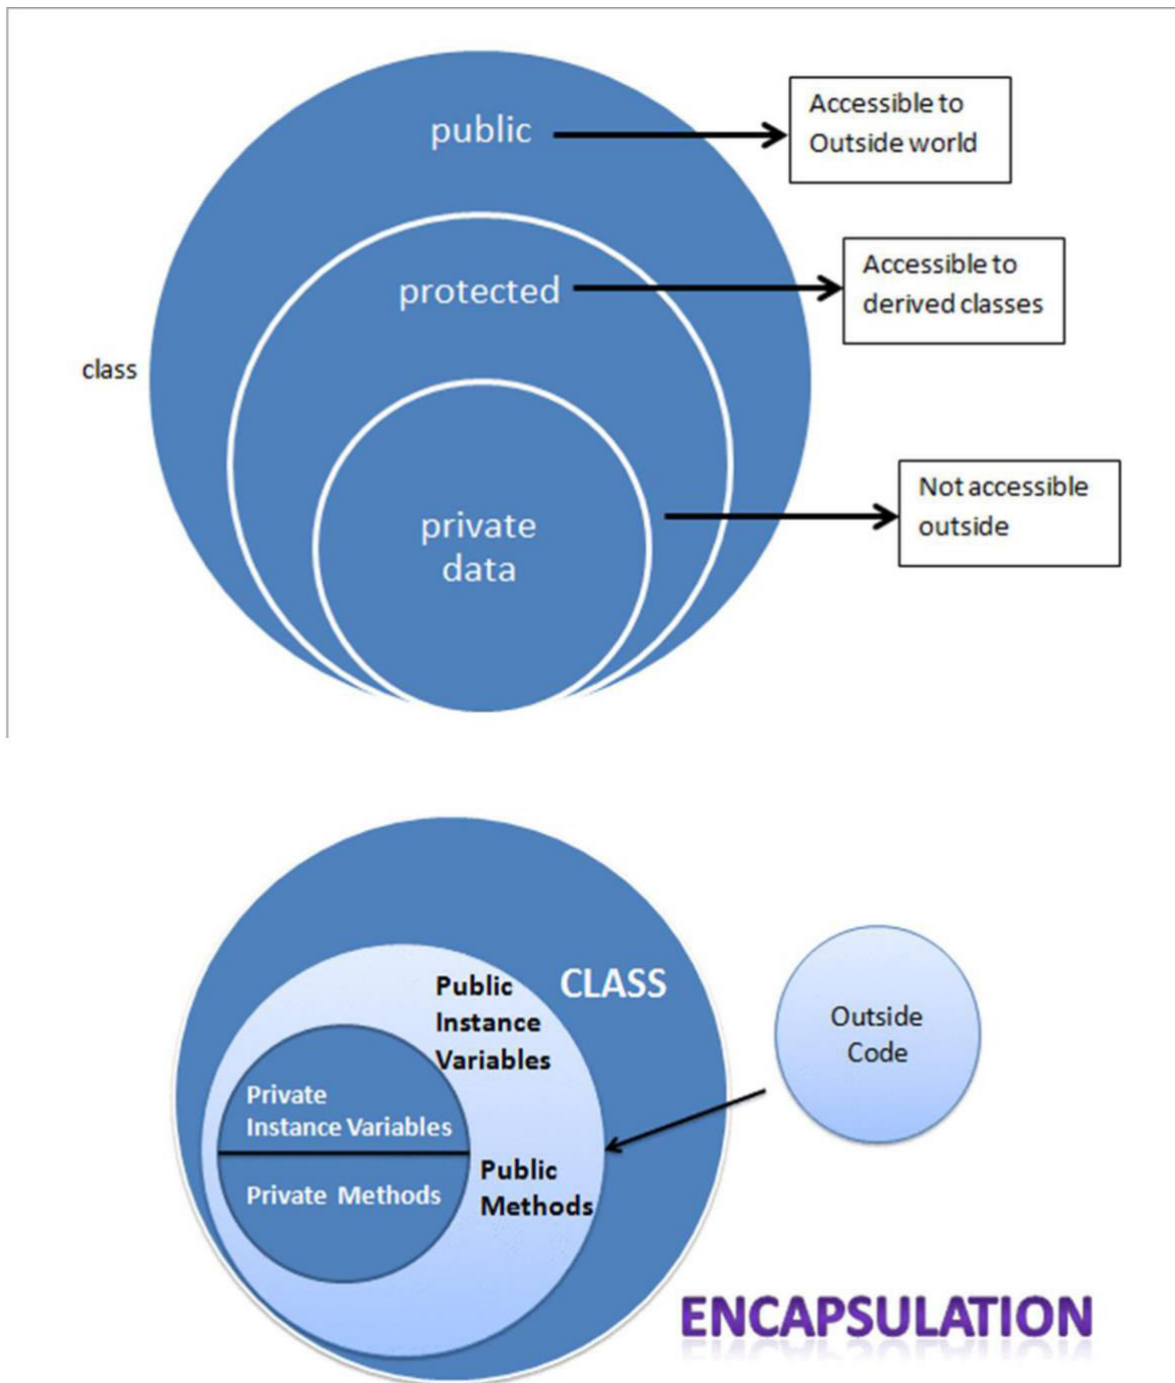 public
Accessible to
Outside world
protected
Accessible to
derived classes
class
private
data
Not accessible
outside
CLASS
Public
Instance
Variables
Outside
Code
Private
Instance Variables
Public
Methods
Private Methods
ENCAPSULATION